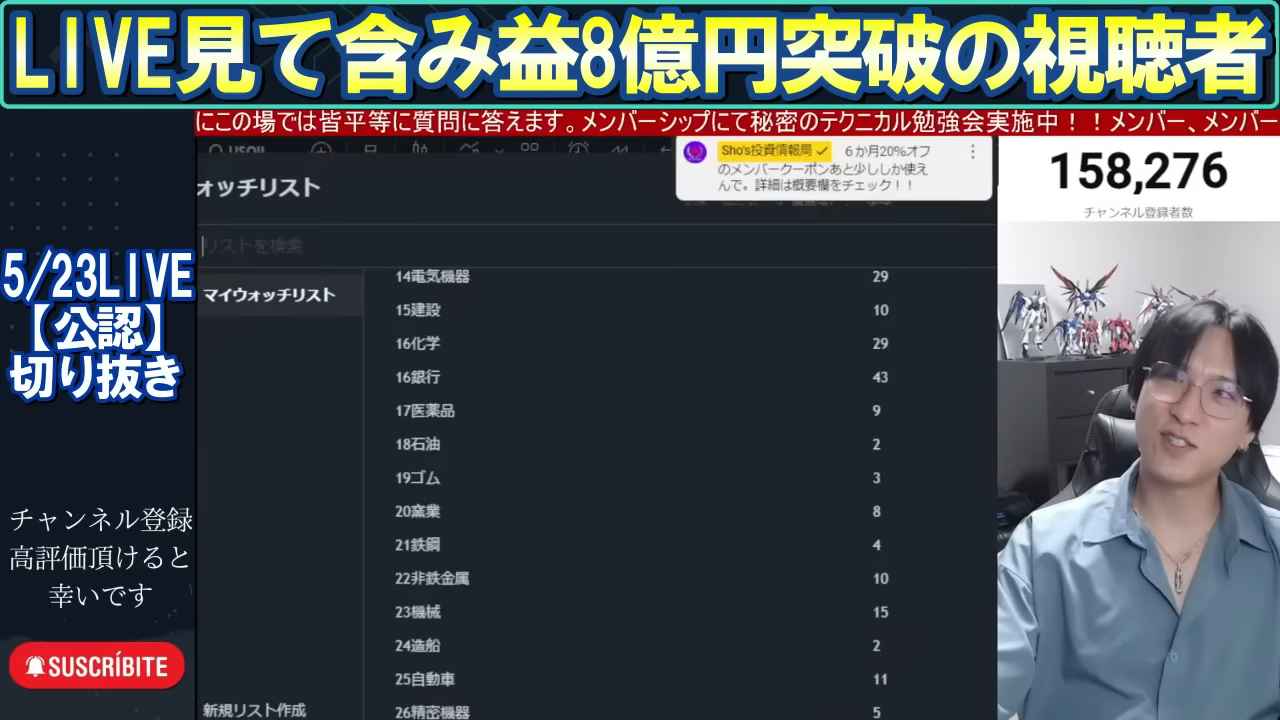 LIVE見て含み益8億円突破の視聴者
にこの場では皆平等に質問に答えます。メンバーシップにて秘密のテクニカル勉強会実施中！！メンバー、メンバー
USOIL
ォッチリスト
リストを検索
Sho's投資情報局 6か月20%オフ
のメンバークーポンあと少ししか使え
んで。詳細は概要欄をチェック！！
158,276
チャンネル登録者数
5/23LIVE
【公認】
切り抜き
チャンネル登録
高評価頂けると
幸いです
SUSCRÍBITE
マイウォッチリスト
新規リスト作成
14電気機器 29
15建設 10
16化学 29
16銀行 43
17医薬品 9
18石油 2
19ゴム 3
20窯業 8
21鉄鋼 4
22非鉄金属 10
23機械 15
24造船 2
25自動車 11
26精密機器 5